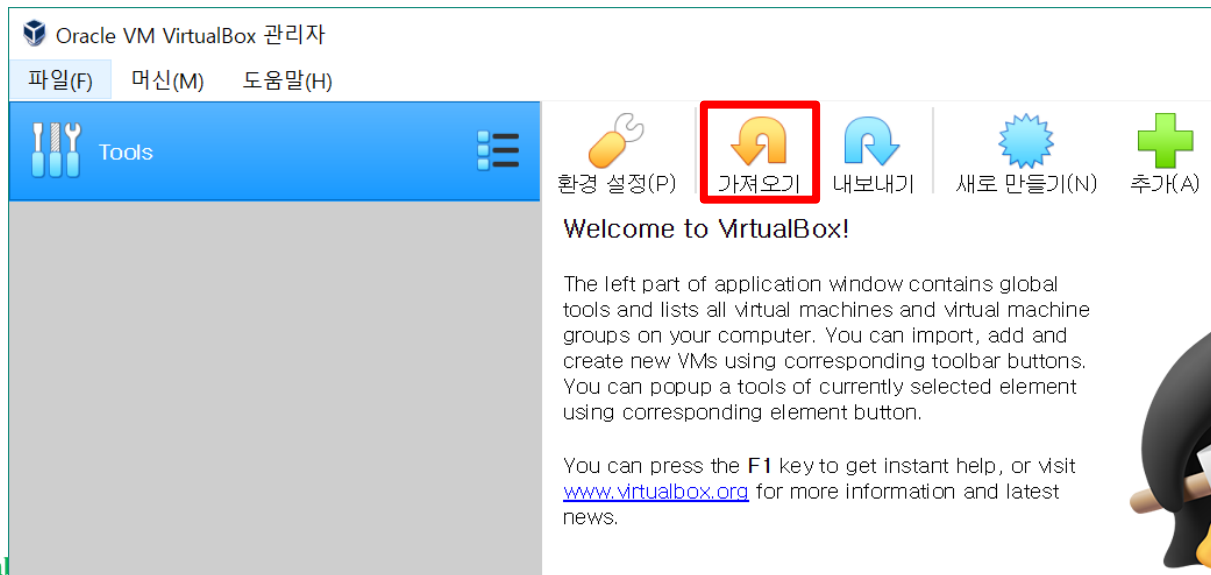 Oracle VM VirtualBox 관리자
파일(F) 머신(M) 도움말(H)
Tools
환경 설정(P) 가져오기 내보내기 새로 만들기(N) 추가(A)
Welcome to VirtualBox!
The left part of application window contains global
tools and lists all virtual machines and virtual machine
groups on your computer. You can import, add and
create new VMs using corresponding toolbar buttons.
You can popup a tools of currently selected element
using corresponding element button.
You can press the F1 key to get instant help, or visit
www.virtualbox.org for more information and latest
news.